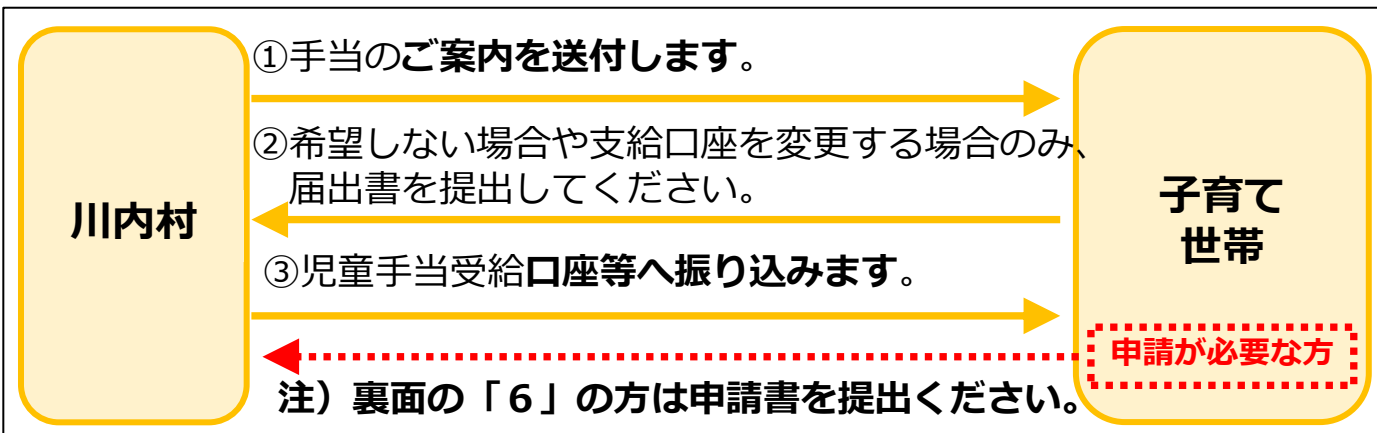 川内村
①手当のご案内を送付します。
②希望しない場合や支給口座を変更する場合のみ、
届出書を提出してください。
③児童手当受給口座等へ振り込みます。
子育て
世帯
申請が必要な方
注）裏面の「６」の方は申請書を提出ください。